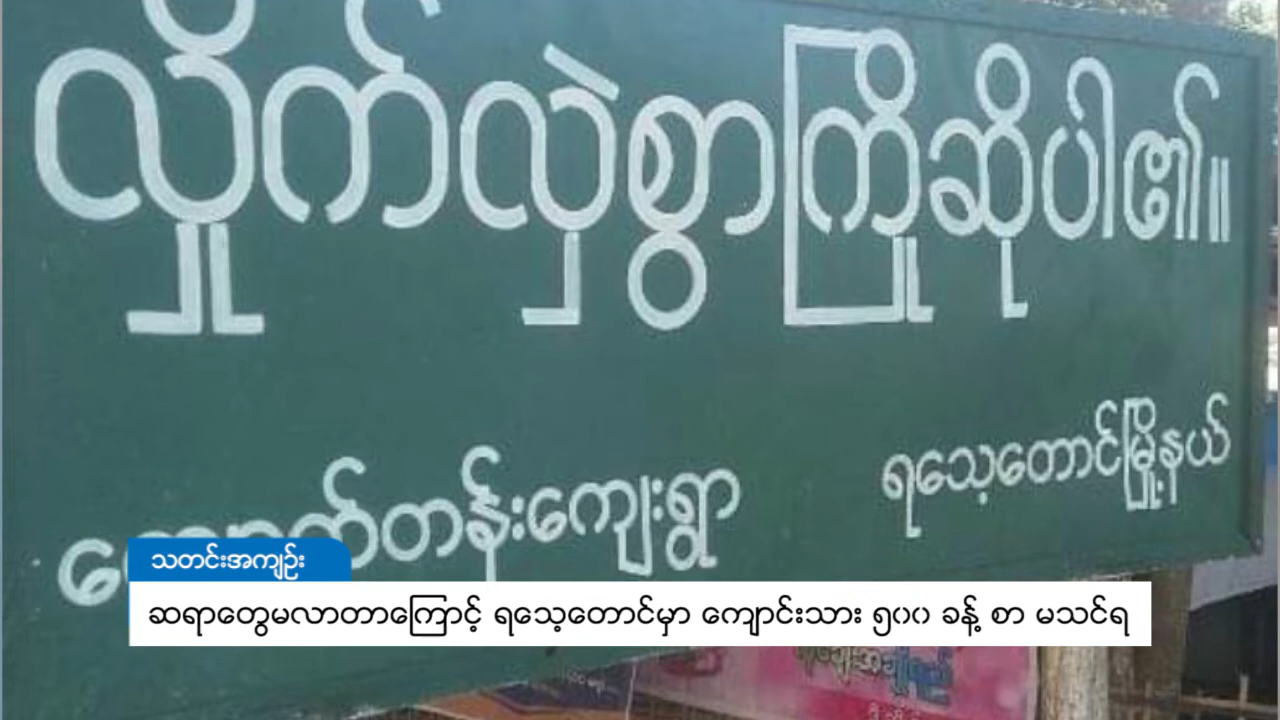 လှိုက်လှဲစွာကြိုဆိုပါ၏။
တန်းကျေးရွာ ရသေ့တောင်မြို့နယ်
သတင်းအကျဉ်း
ဆရာတွေမလာတာကြောင့် ရသေ့တောင်မှာ ကျောင်းသား ၅၀၀ ခန့် စာ မသင်ရ